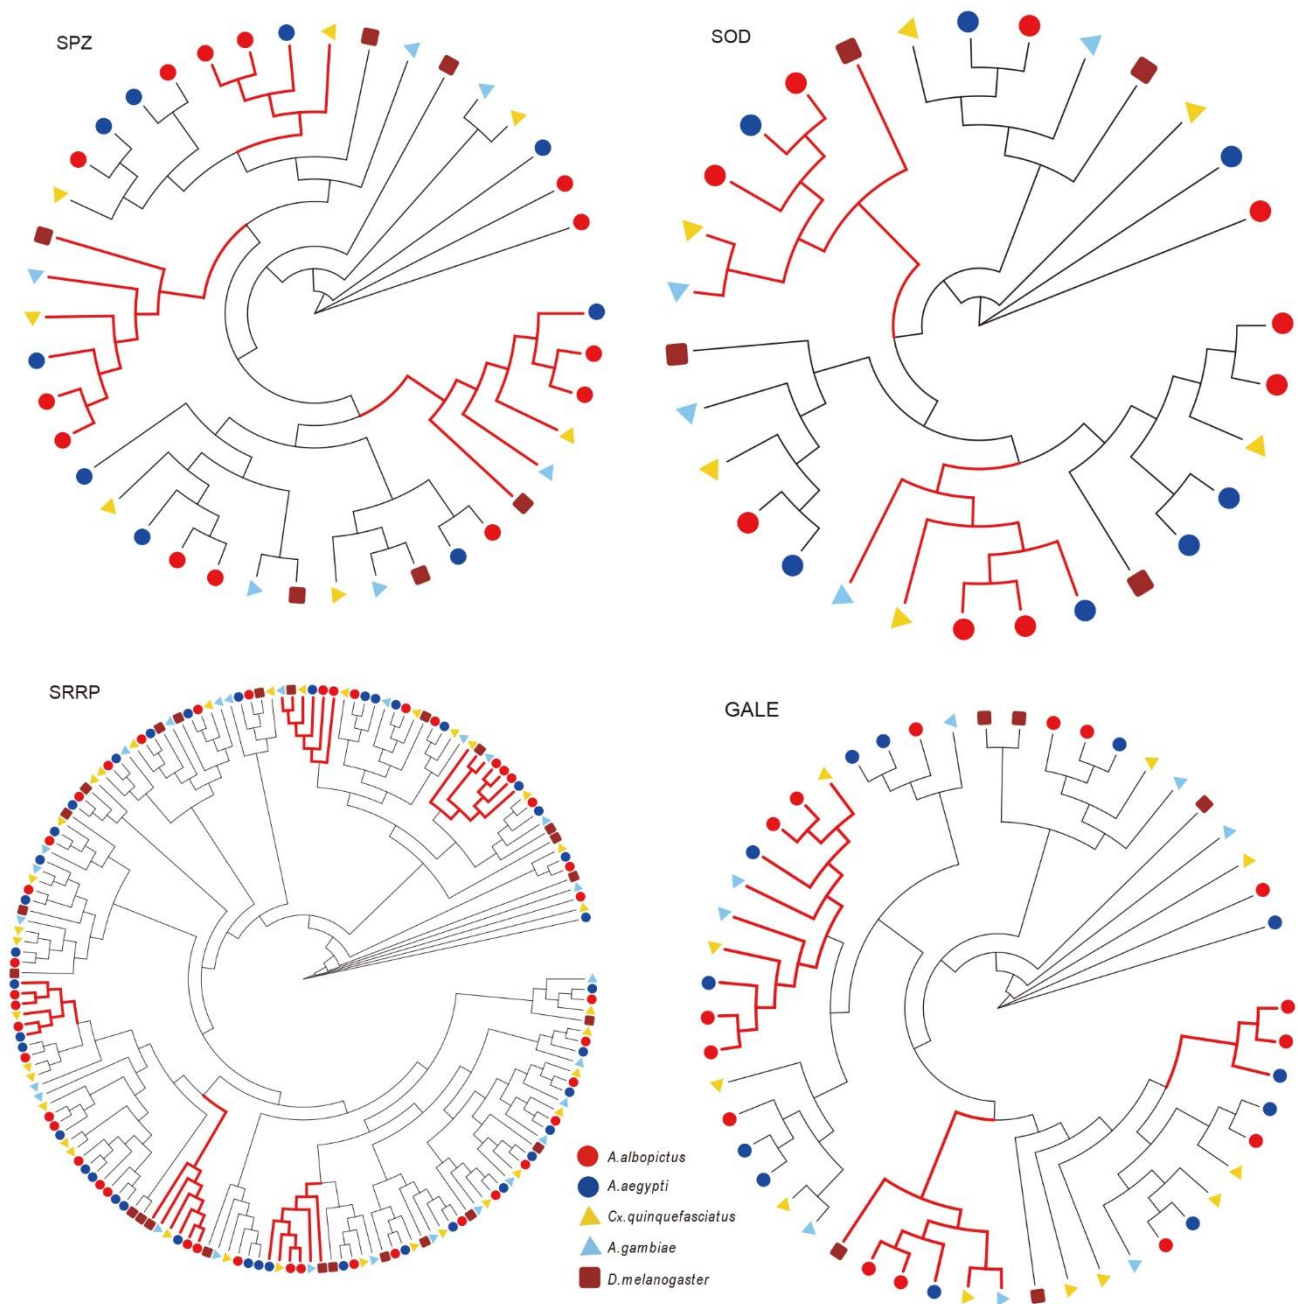 SPZ
SOD
SRRP
GALE
A.albopictus
A.aegypti
Cx.quinquefasciatus
A.gambiae
D.melanogaster